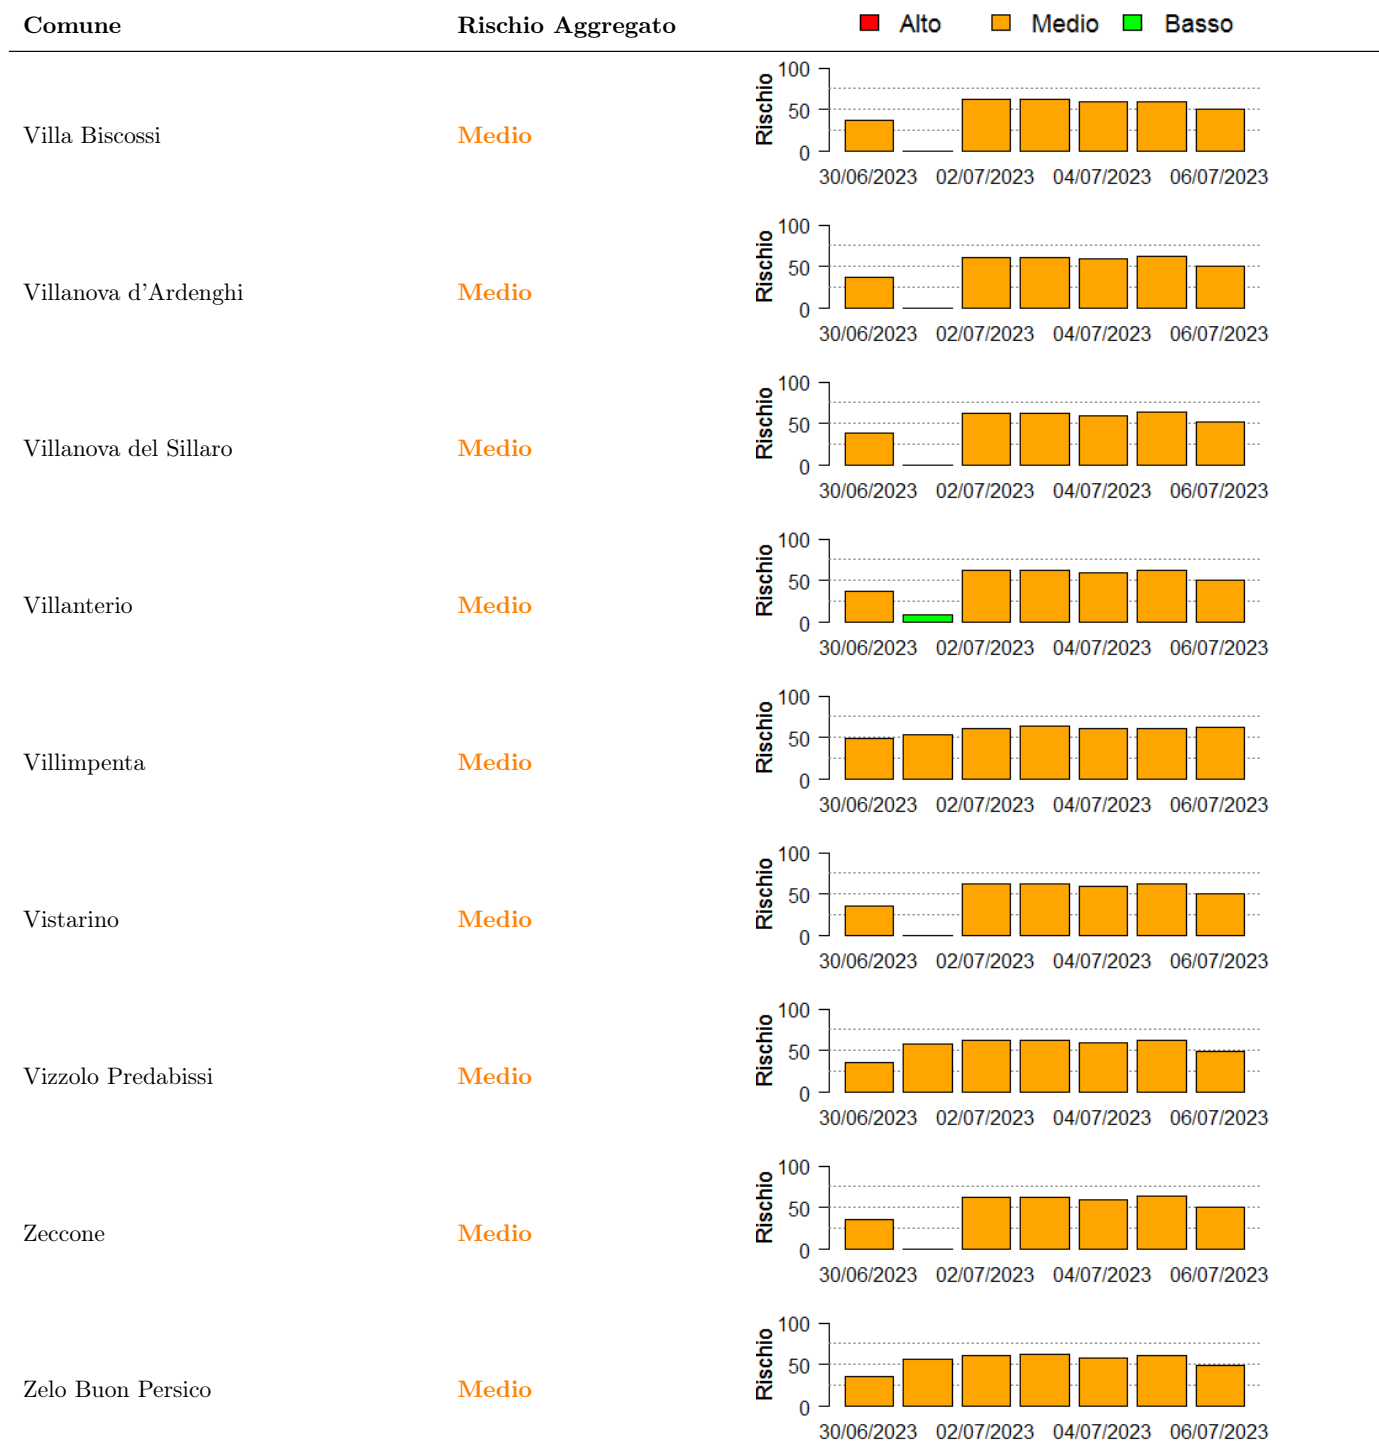 Comune Rischio Aggregato Alto Medio Basso
100
50
0
Rischio
Villa Biscossi Medio
30/06/2023 02/07/2023 04/07/2023 06/07/2023
100
50
0
Rischio
Villanova d'Ardenghi Medio
30/06/2023 02/07/2023 04/07/2023 06/07/2023
100
50
0
Rischio
Villanova del Sillaro Medio
30/06/2023 02/07/2023 04/07/2023 06/07/2023
100
50
0
Rischio
Villanterio Medio
30/06/2023 02/07/2023 04/07/2023 06/07/2023
100
50
0
Rischio
Villimpenta Medio
30/06/2023 02/07/2023 04/07/2023 06/07/2023
100
50
0
Rischio
Vistarino Medio
30/06/2023 02/07/2023 04/07/2023 06/07/2023
100
50
0
Rischio
Vizzolo Predabissi Medio
30/06/2023 02/07/2023 04/07/2023 06/07/2023
100
50
0
Rischio
Zeccone Medio
30/06/2023 02/07/2023 04/07/2023 06/07/2023
100
50
0
Rischio
Zelo Buon Persico Medio
30/06/2023 02/07/2023 04/07/2023 06/07/2023